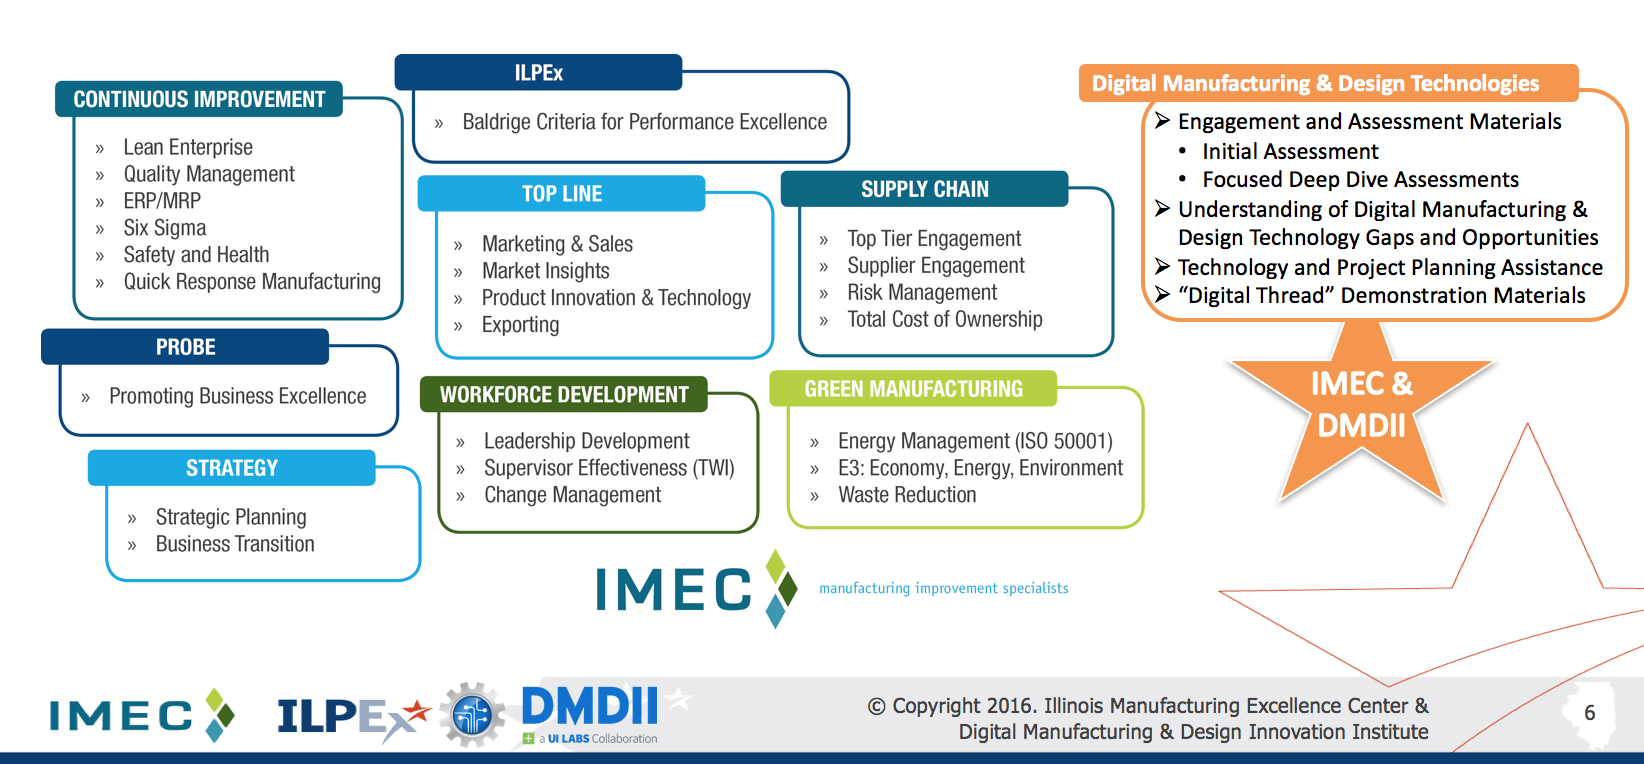 CONTINUOUS IMPROVEMENT
» Lean Enterprise
» Quality Management
» ERP/MRP
» Six Sigma
» Safety and Health
» Quick Response Manufacturing
ILPEx
» Baldrige Criteria for Performance Excellence
TOP LINE
» Marketing & Sales
» Market Insights
» Product Innovation & Technology
» Exporting
SUPPLY CHAIN
» Top Tier Engagement
» Supplier Engagement
» Risk Management
» Total Cost of Ownership
Digital Manufacturing & Design Technologies
➢ Engagement and Assessment Materials
• Initial Assessment
• Focused Deep Dive Assessments
➢ Understanding of Digital Manufacturing &
Design Technology Gaps and Opportunities
➢ Technology and Project Planning Assistance
➢ “Digital Thread” Demonstration Materials
IMEC &
DMDII
PROBE
» Promoting Business Excellence
STRATEGY
» Strategic Planning
» Business Transition
WORKFORCE DEVELOPMENT
» Leadership Development
» Supervisor Effectiveness (TWI)
» Change Management
GREEN MANUFACTURING
» Energy Management (ISO 50001)
» E3: Economy, Energy, Environment
» Waste Reduction
IMEC manufacturing improvement specialists
IMEC
ILPEx
DMDII
a UI LABS Collaboration
© Copyright 2016. Illinois Manufacturing Excellence Center &
Digital Manufacturing & Design Innovation Institute
6